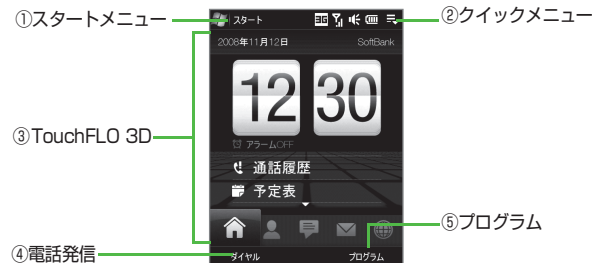 ①スタートメニュー
②クイックメニュー
スタート
3G
2008年11月12日
SoftBank
12 30
アラームOFF
③TouchFLO 3D
通話履歴
予定表
⑤プログラム
④電話発信
ダイヤル
プログラム